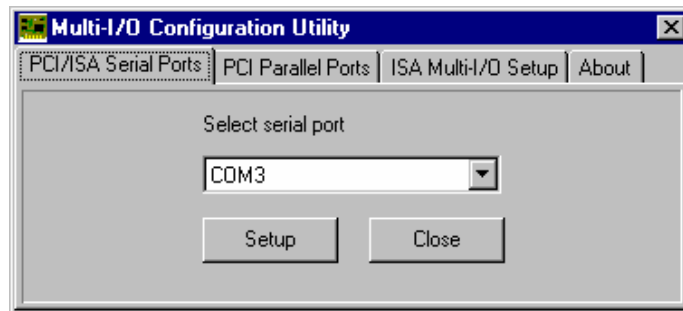 Multi-I/O Configuration Utility
PCI/ISA Serial Ports PCI Parallel Ports ISA Multi-I/O Setup About
Select serial port
COM3
Setup Close